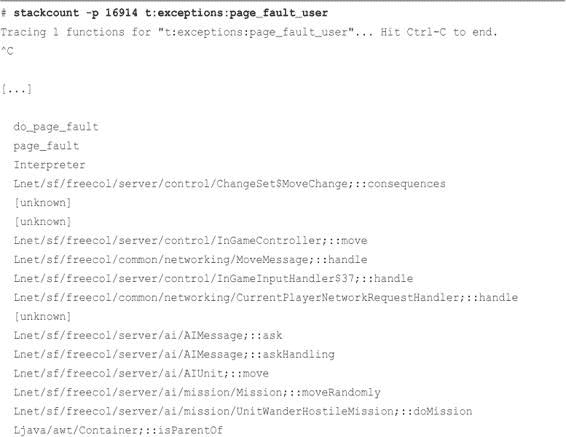 # stackcount -p 16914 t:exceptions:page_fault_user
Tracing 1 functions for "t:exceptions:page_fault_user"... Hit Ctrl-C to end.
^C
[...]
do_page_fault
page_fault
Interpreter
Lnet/sf/freecol/server/control/ChangeSet$MoveChange;::consequences
[unknown]
[unknown]
Lnet/sf/freecol/server/control/InGameController;::move
Lnet/sf/freecol/common/networking/MoveMessage;::handle
Lnet/sf/freecol/server/control/InGameInputHandler$37;::handle
Lnet/sf/freecol/common/networking/CurrentPlayerNetworkRequestHandler;::handle
[unknown]
Lnet/sf/freecol/server/ai/AIMessage;::ask
Lnet/sf/freecol/server/ai/AIMessage;::askHandling
Lnet/sf/freecol/server/ai/AIUnit;::move
Lnet/sf/freecol/server/ai/mission/Mission;::moveRandomly
Lnet/sf/freecol/server/ai/mission/UnitWanderHostileMission;::doMission
Ljava/awt/Container;::isParentOf